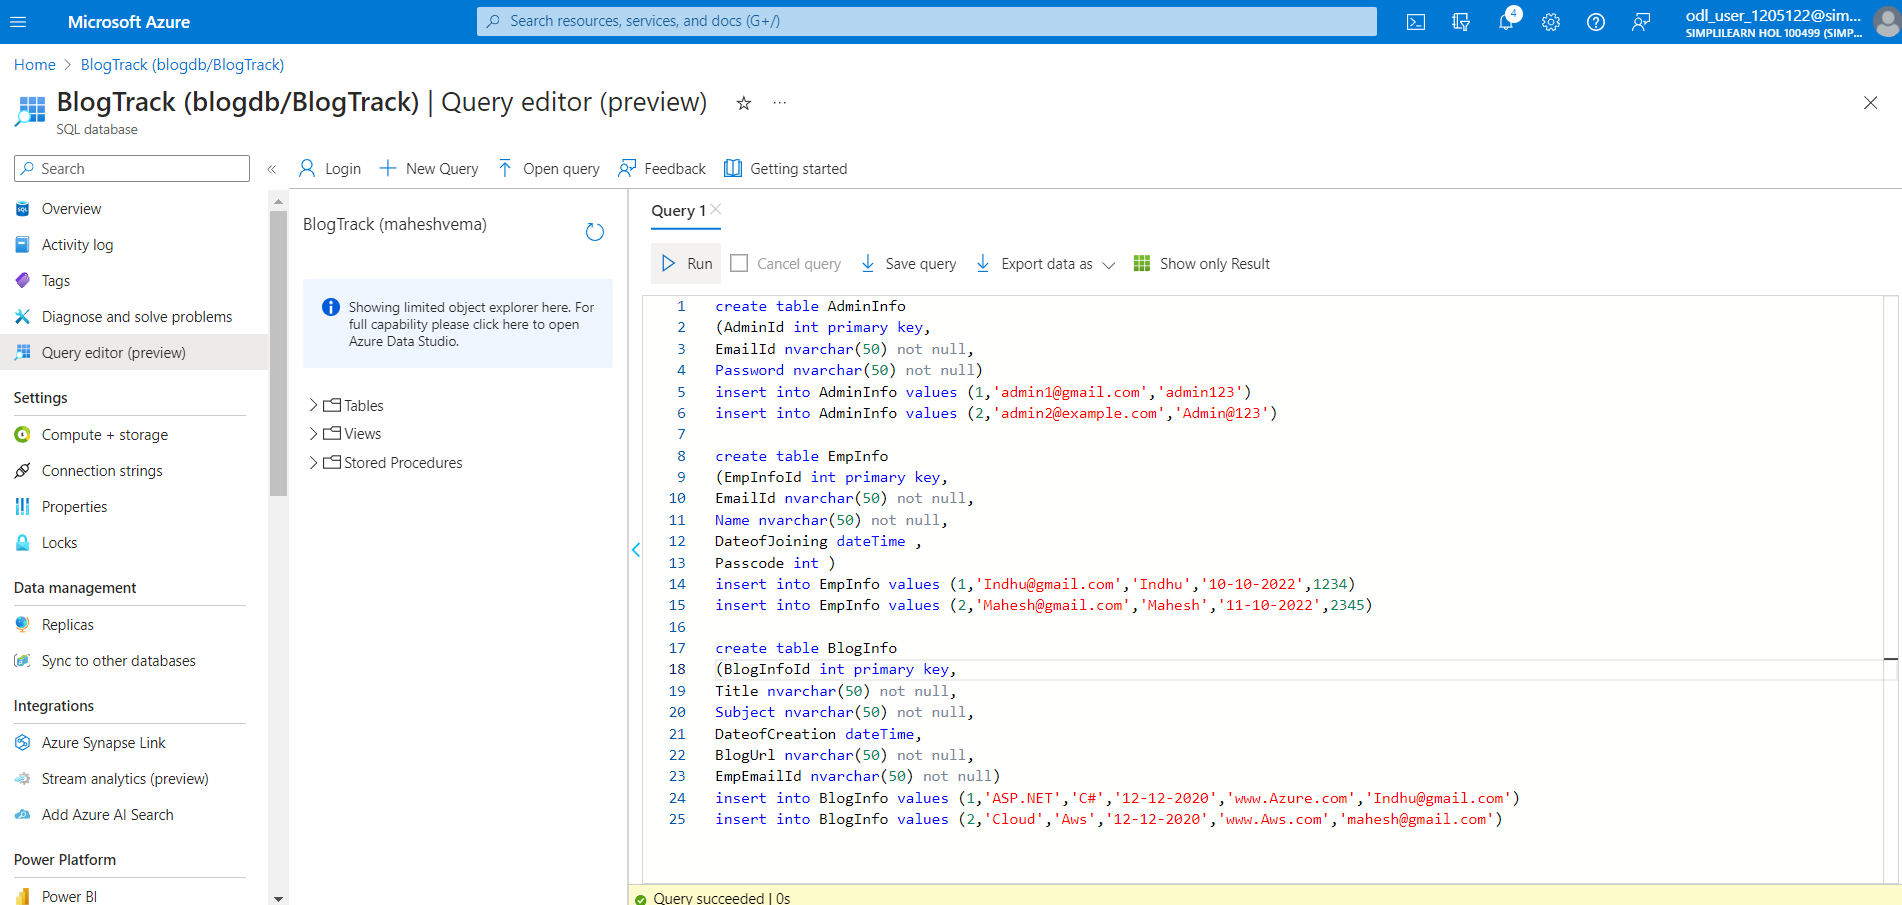 Microsoft Azure
Search resources, services, and docs (G+/)
4
odl_user_1205122@sim...
SIMPLILEARN HOL 100499 (SIMP...
Home > BlogTrack (blogdb/BlogTrack)
BlogTrack (blogdb/BlogTrack) | Query editor (preview)
SQL database
Search
Login
New Query
Open query
Feedback
Getting started
Overview
Activity log
Tags
Diagnose and solve problems
Query editor (preview)
Settings
Compute + storage
Connection strings
Properties
Locks
Data management
Replicas
Sync to other databases
Integrations
Azure Synapse Link
Stream analytics (preview)
Add Azure AI Search
Power Platform
Power BI
BlogTrack (maheshvema)
Showing limited object explorer here. For
full capability please click here to open
Azure Data Studio.
Tables
Views
Stored Procedures
Query 1
Run
Cancel query
Save query
Export data as
Show only Result
1 create table AdminInfo
2 (AdminId int primary key,
3 EmailId nvarchar(50) not null,
4 Password nvarchar(50) not null)
5 insert into AdminInfo values (1,'admin1@gmail.com','admin123')
6 insert into AdminInfo values (2,'admin2@example.com','Admin@123')
7
8 create table EmpInfo
9 (EmpInfoId int primary key,
10 EmailId nvarchar(50) not null,
11 Name nvarchar(50) not null,
12 DateofJoining dateTime ,
13 Passcode int )
14 insert into EmpInfo values (1,'Indhu@gmail.com','Indhu','10-10-2022',1234)
15 insert into EmpInfo values (2,'Mahesh@gmail.com','Mahesh','11-10-2022',2345)
16
17 create table BlogInfo
18 (BlogInfoId int primary key,
19 Title nvarchar(50) not null,
20 Subject nvarchar(50) not null,
21 DateofCreation dateTime,
22 BlogUrl nvarchar(50) not null,
23 EmpEmailId nvarchar(50) not null)
24 insert into BlogInfo values (1,'ASP.NET','C#','12-12-2020','www.Azure.com','Indhu@gmail.com')
25 insert into BlogInfo values (2,'Cloud','Aws','12-12-2020','www.Aws.com','mahesh@gmail.com')
Query succeeded | 0s